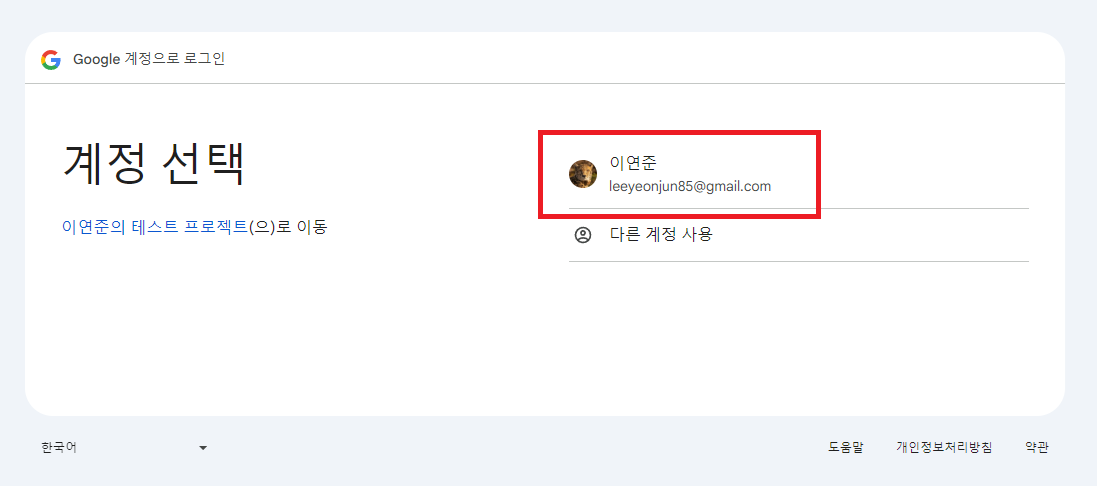 Google 계정으로 로그인
계정 선택
이연준의 테스트 프로젝트(으)로 이동
이연준
leeyeonjun85@gmail.com
다른 계정 사용
한국어
도움말 개인정보처리방침 약관